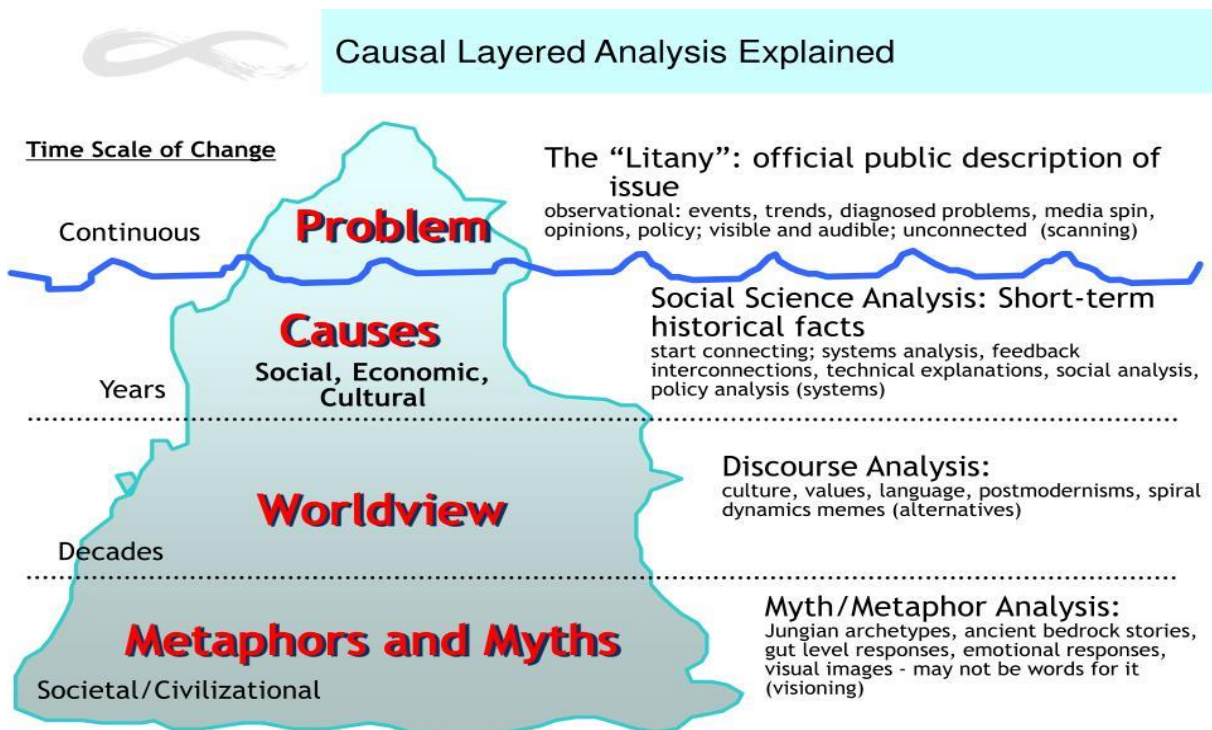 Causal Layered Analysis Explained
Time Scale of Change
The “Litany”: official public description of
issue
observational: events, trends, diagnosed problems, media spin,
opinions, policy; visible and audible; unconnected (scanning)
Problem
Continuous
Social Science Analysis: Short-term
historical facts
start connecting; systems analysis, feedback
interconnections, technical explanations, social analysis,
policy analysis (systems)
Causes
Social, Economic,
Cultural
Years
Discourse Analysis:
culture, values, language, postmodernisms, spiral
dynamics memes (alternatives)
Worldview
Decades
Myth/Metaphor Analysis:
Jungian archetypes, ancient bedrock stories,
gut level responses, emotional responses,
visual images - may not be words for it
(visioning)
Metaphors and Myths
Societal/Civilizational